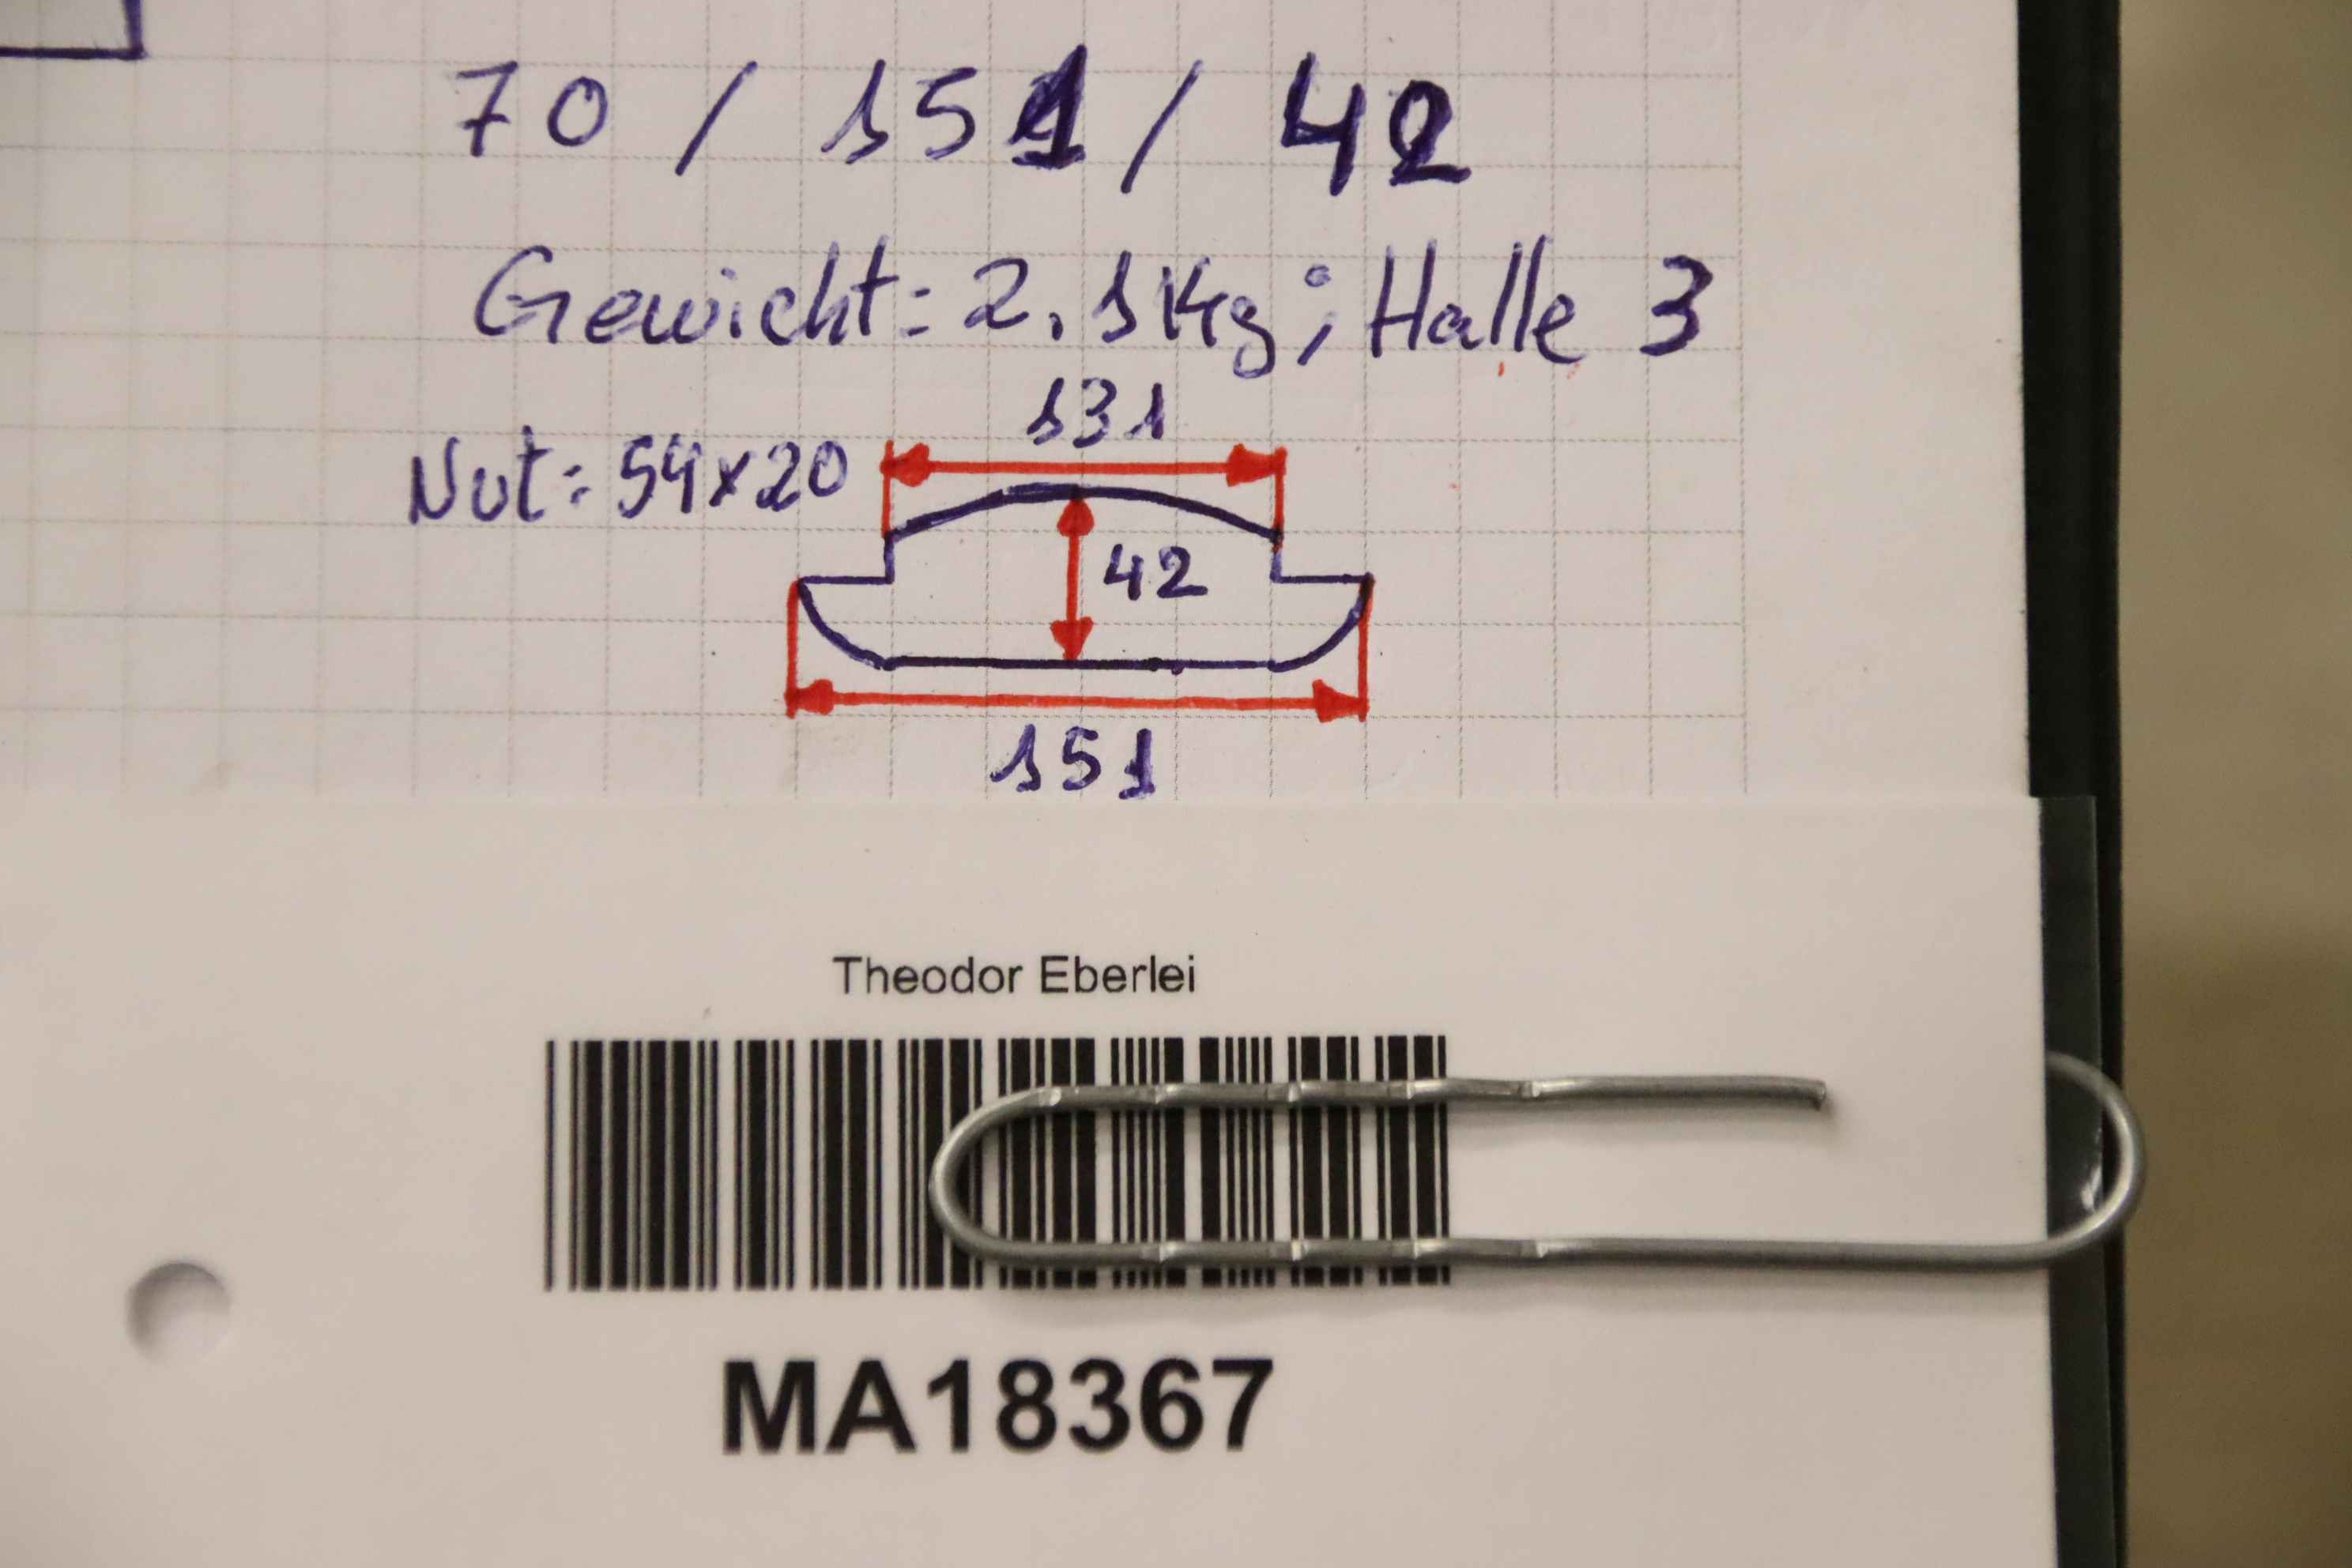 70 / 151 / 42
Gewicht: 2.1Kg; Halle 3
131
Nut: 54x20
42
151
Theodor Eberlei
MA18367